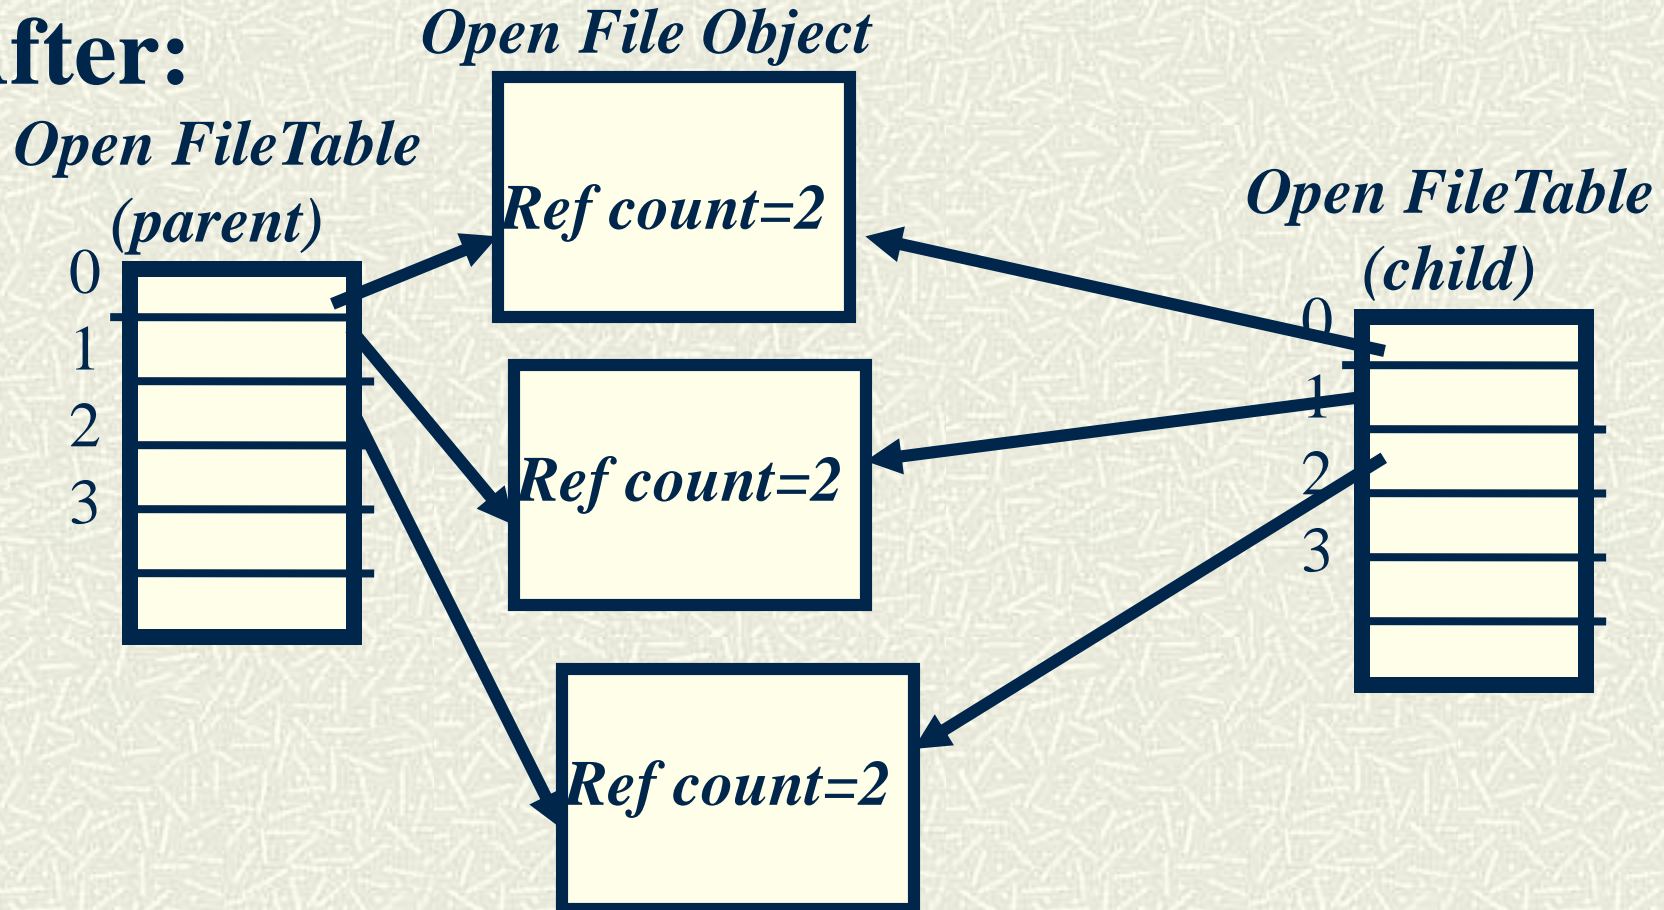 fter:
Open File Object
Open FileTable
(parent)
0
1
2
3
Ref count=2
Ref count=2
Ref count=2
Open FileTable
(child)
0
1
2
3